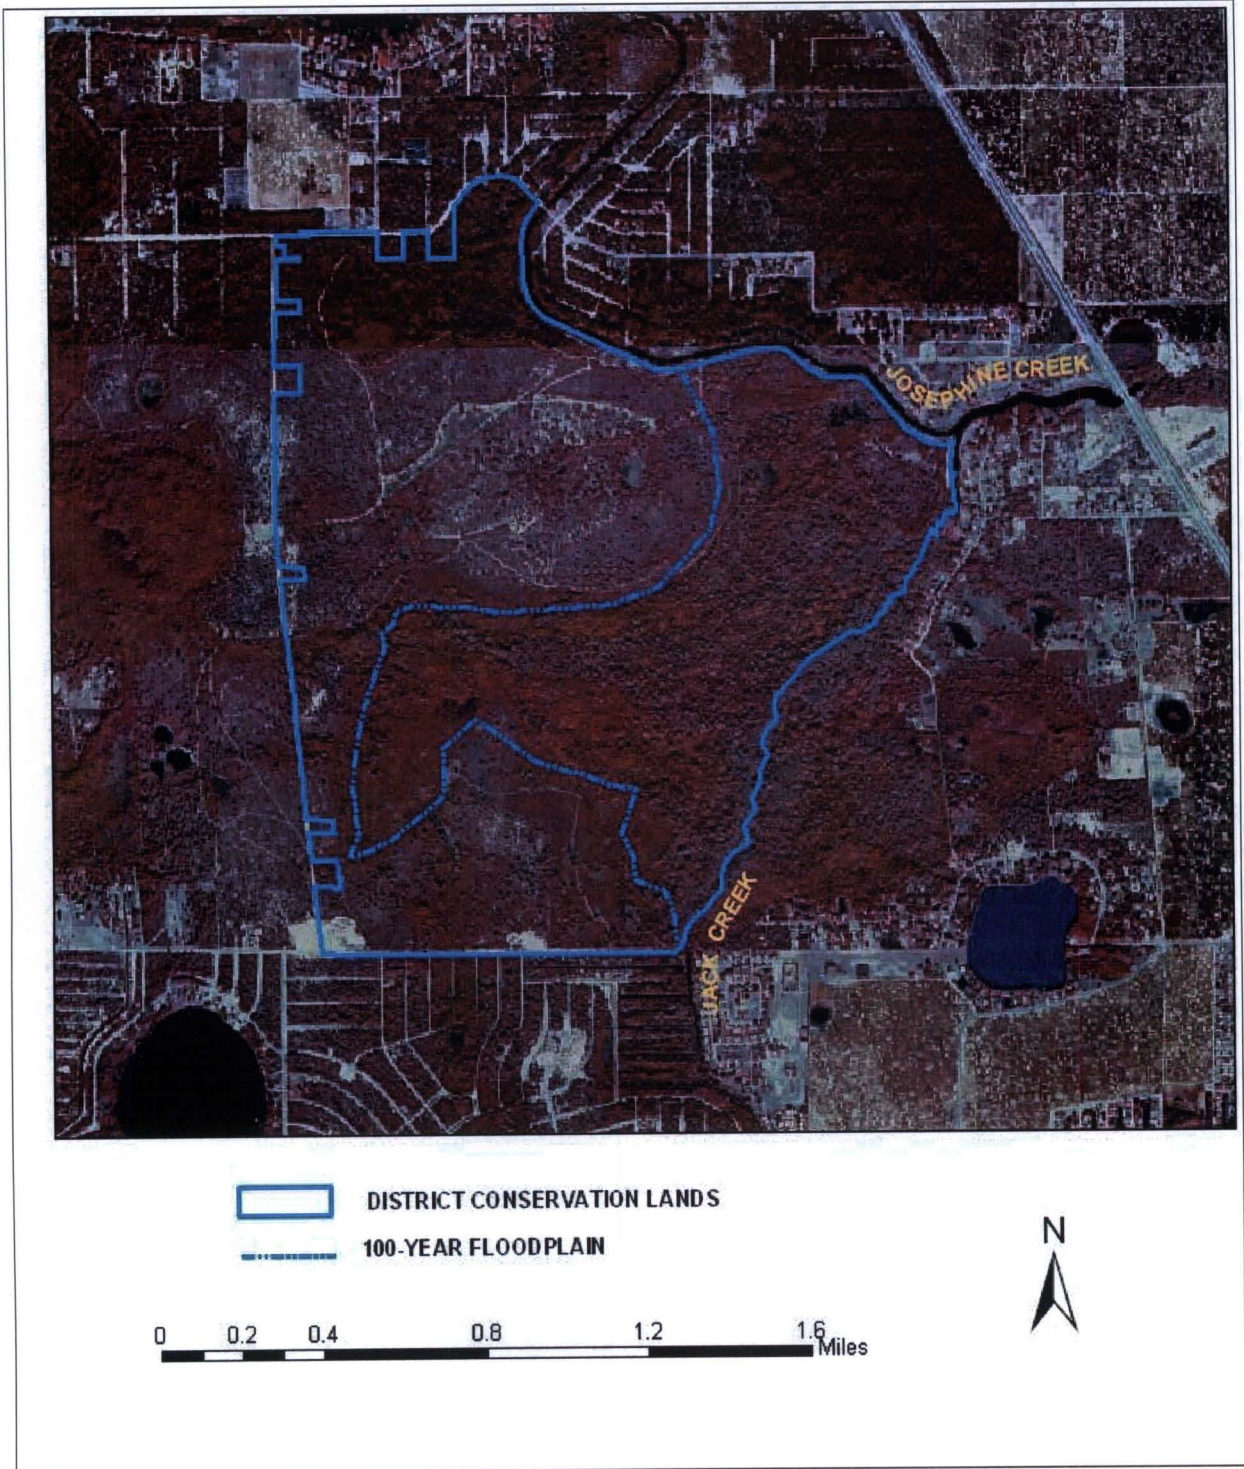 JOSEPHINE CREEK
JACK CREEK
DISTRICT CONSERVATION LANDS
100-YEAR FLOODPLAIN
N
0 0.2 0.4 0.8 1.2 1.6
Miles